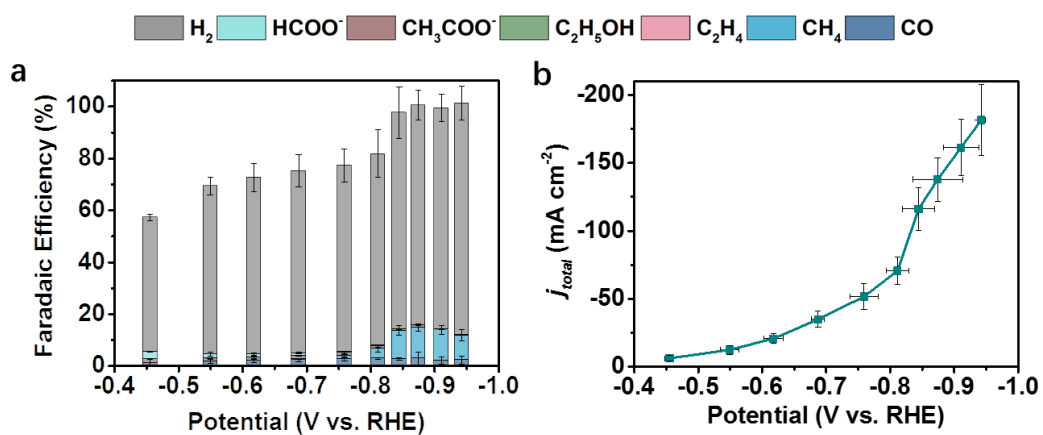 H₂ HCOO⁻ CH₃COO⁻ C₂H₅OH C₂H₄ CH₄ CO
a
Faradaic Efficiency (%)
100
80
60
40
20
0
-0.4 -0.5 -0.6 -0.7 -0.8 -0.9 -1.0
Potential (V vs. RHE)
b
j_total (mA cm⁻²)
-200
-150
-100
-50
0
-0.4 -0.5 -0.6 -0.7 -0.8 -0.9 -1.0
Potential (V vs. RHE)